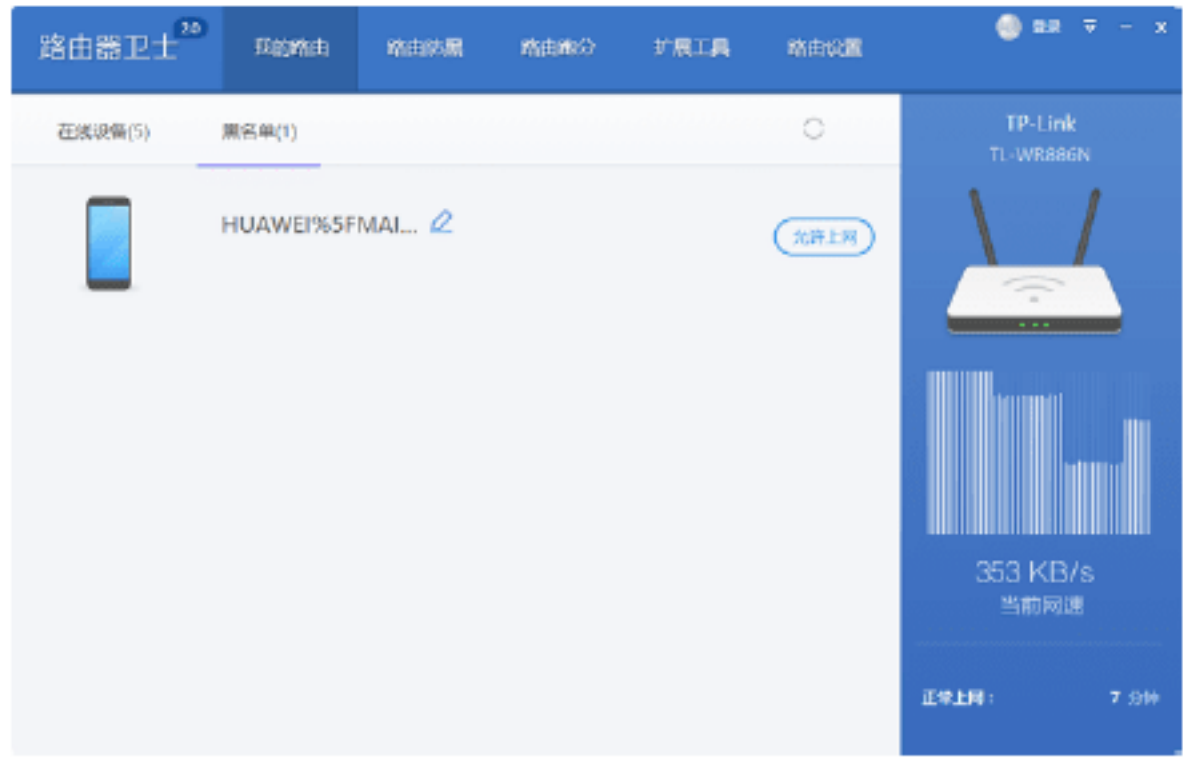 路由器卫士 2.0
我的路由 路由防黑 路由跑分 扩展工具 路由设置
登录
在线设备(5) 黑名单(1)
HUAWEI%5FMAI...
允许上网
TP-Link
TL-WR886N
353 KB/s
当前网速
正常上网： 7 分钟